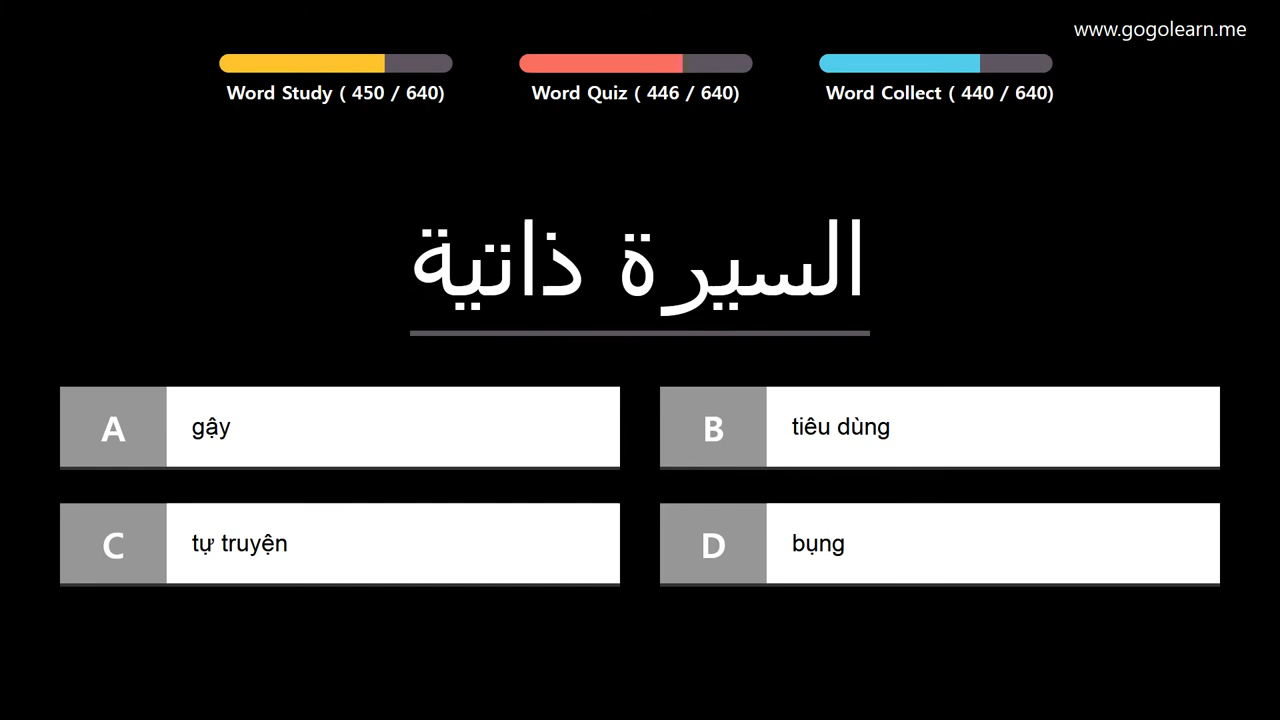 www.gogolearn.me
Word Study ( 450 / 640)
Word Quiz ( 446 / 640)
Word Collect ( 440 / 640)
السيرة ذاتية
A
gậy
B
tiêu dùng
C
tự truyện
D
bụng